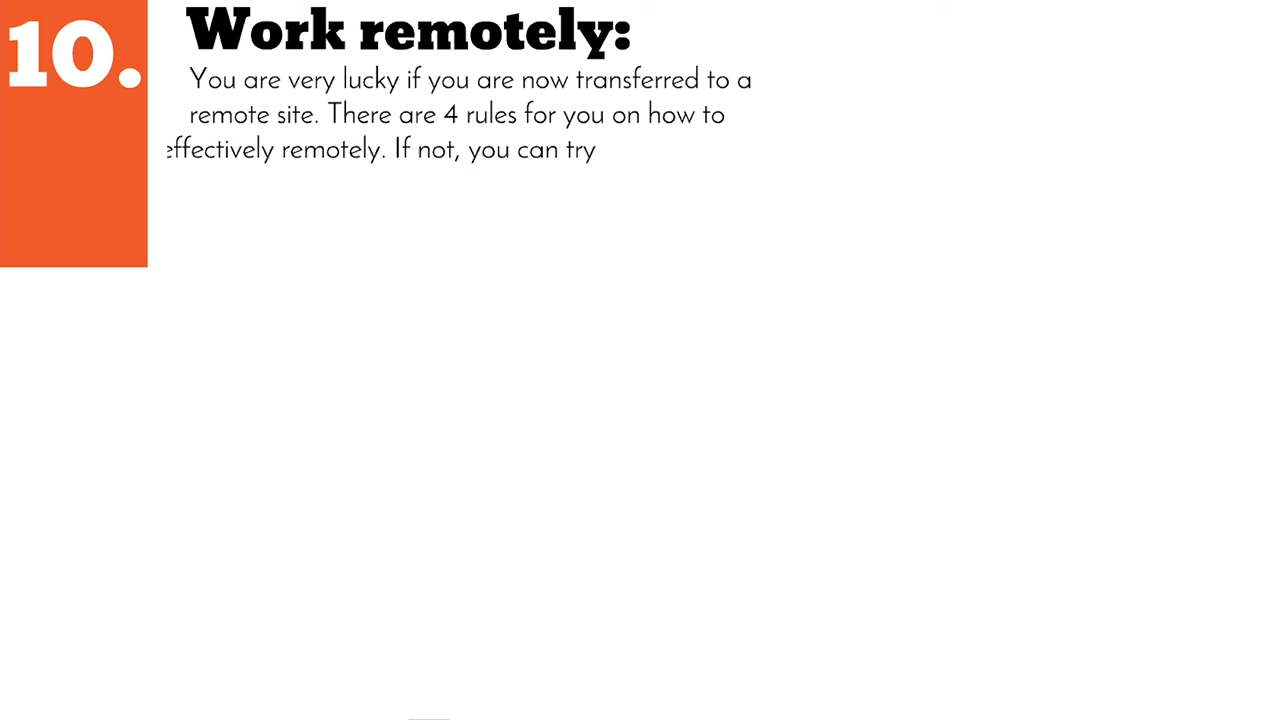 10.
Work remotely:
You are very lucky if you are now transferred to a
remote site. There are 4 rules for you on how to
effectively remotely. If not, you can try